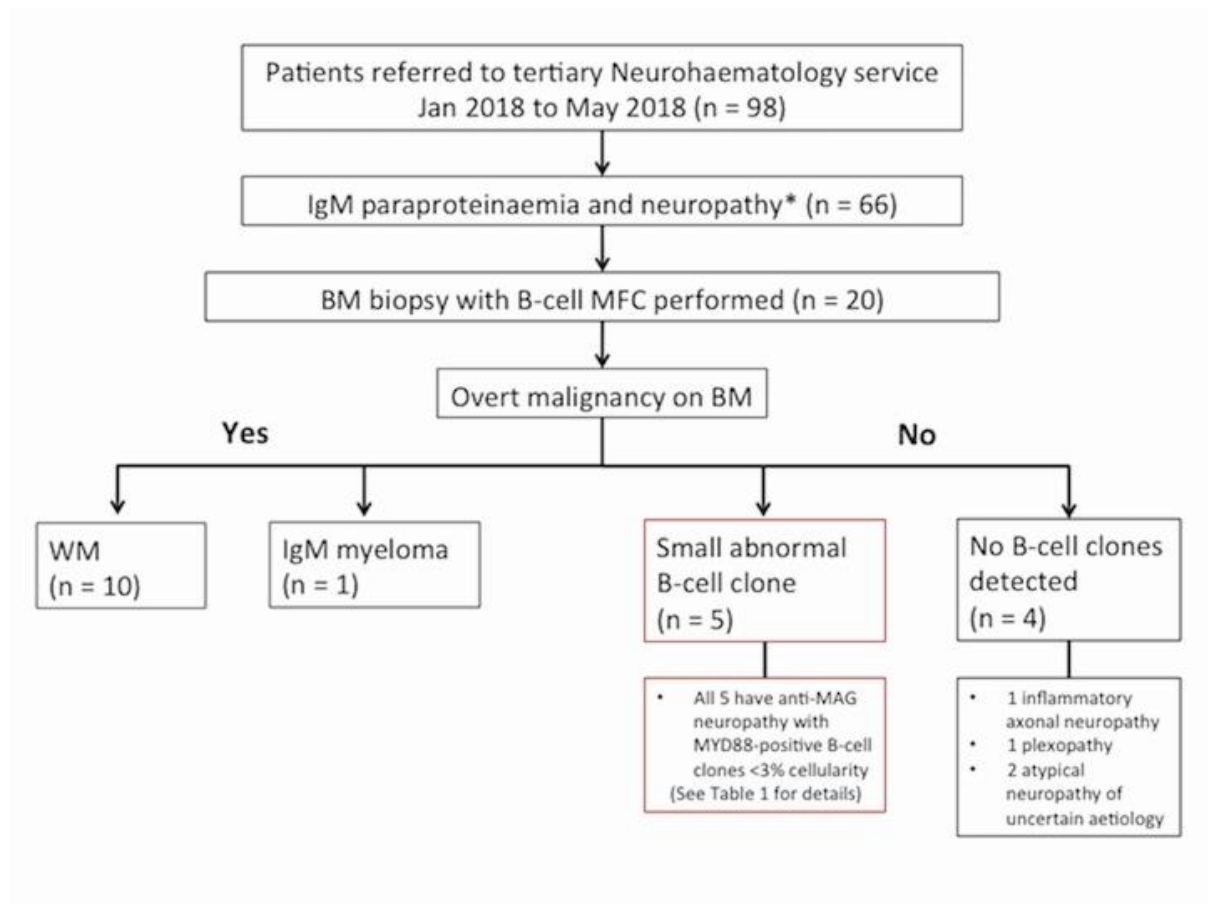 Patients referred to tertiary Neurohaematology service
Jan 2018 to May 2018 (n = 98)
IgM paraproteinaemia and neuropathy* (n = 66)
BM biopsy with B-cell MFC performed (n = 20)
Overt malignancy on BM
Yes
No
WM
(n = 10)
IgM myeloma
(n = 1)
Small abnormal
B-cell clone
(n = 5)
No B-cell clones
detected
(n = 4)
• All 5 have anti-MAG
neuropathy with
MYD88-positive B-cell
clones <3% cellularity
(See Table 1 for details)
• 1 inflammatory
axonal neuropathy
• 1 plexopathy
• 2 atypical
neuropathy of
uncertain aetiology